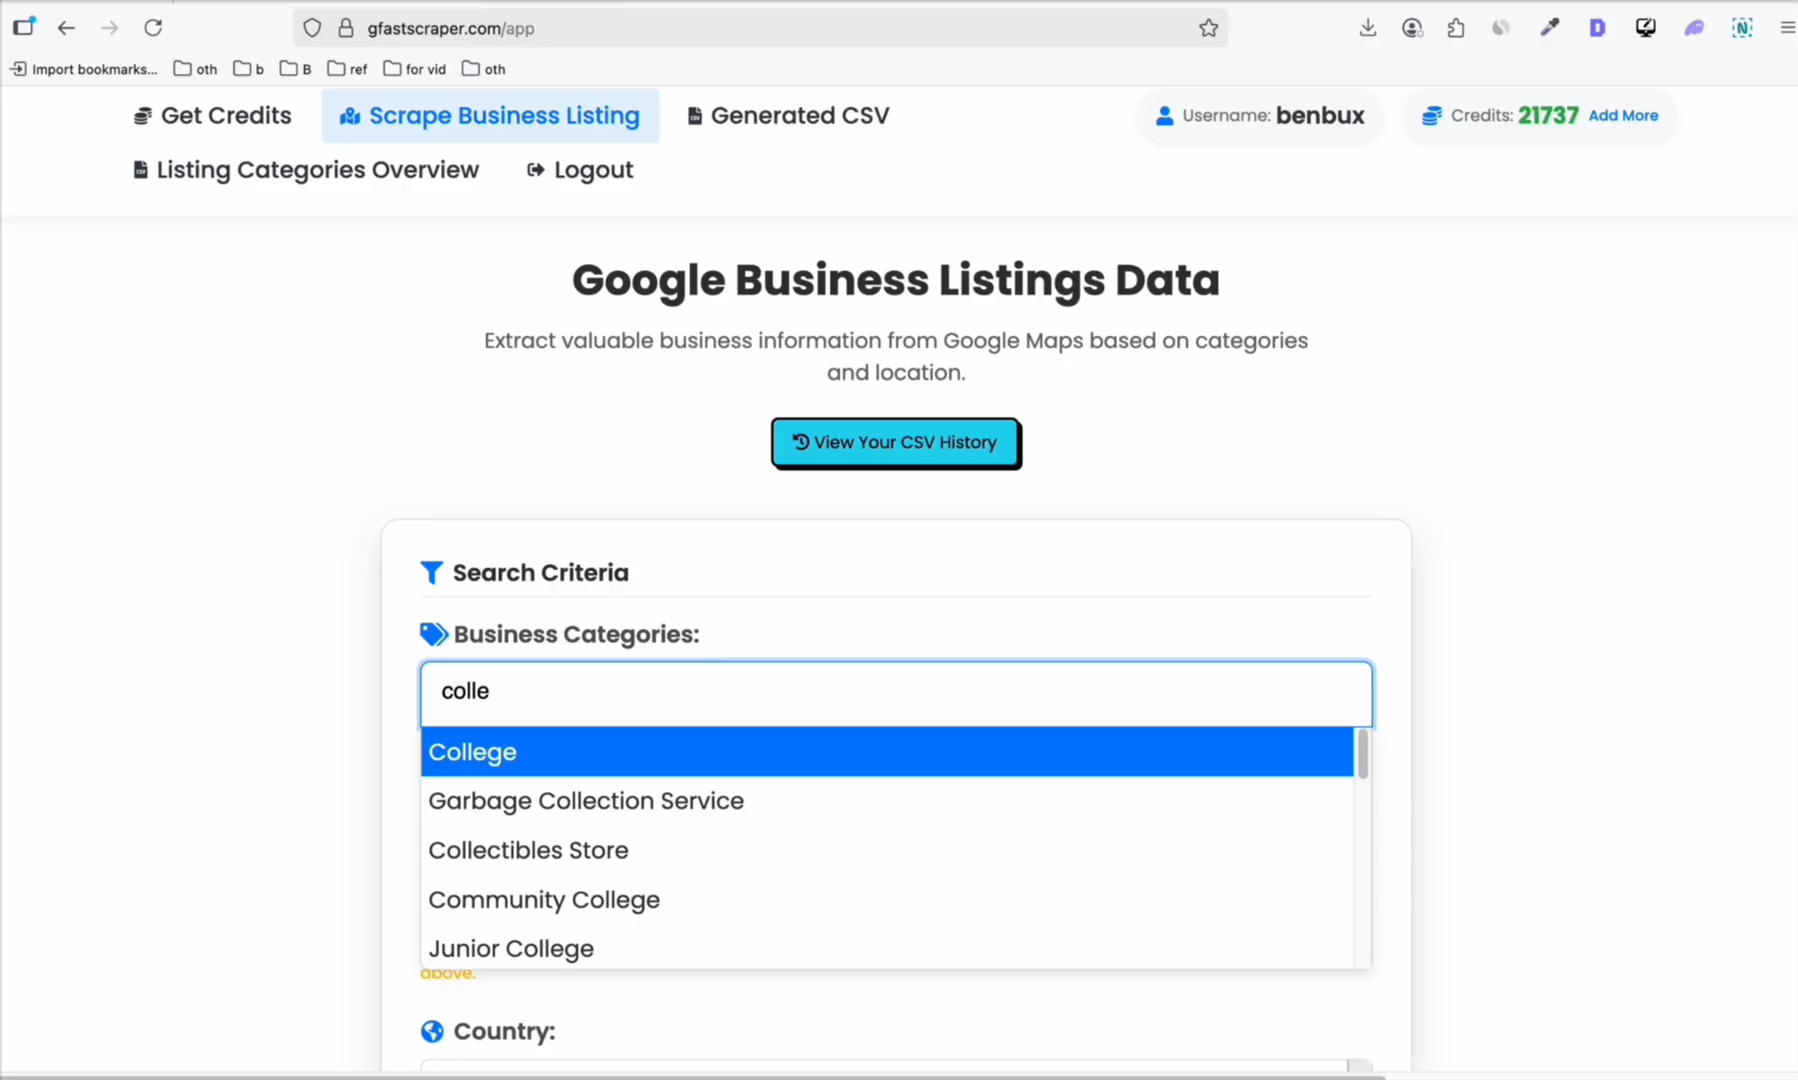 gfastscraper.com/app
Import bookmarks... oth b B ref for vid oth
Get Credits Scrape Business Listing Generated CSV Username: benbux Credits: 21737 Add More
Listing Categories Overview Logout
Google Business Listings Data
Extract valuable business information from Google Maps based on categories
and location.
View Your CSV History
Search Criteria
Business Categories:
colle
College
Garbage Collection Service
Collectibles Store
Community College
Junior College
above.
Country: